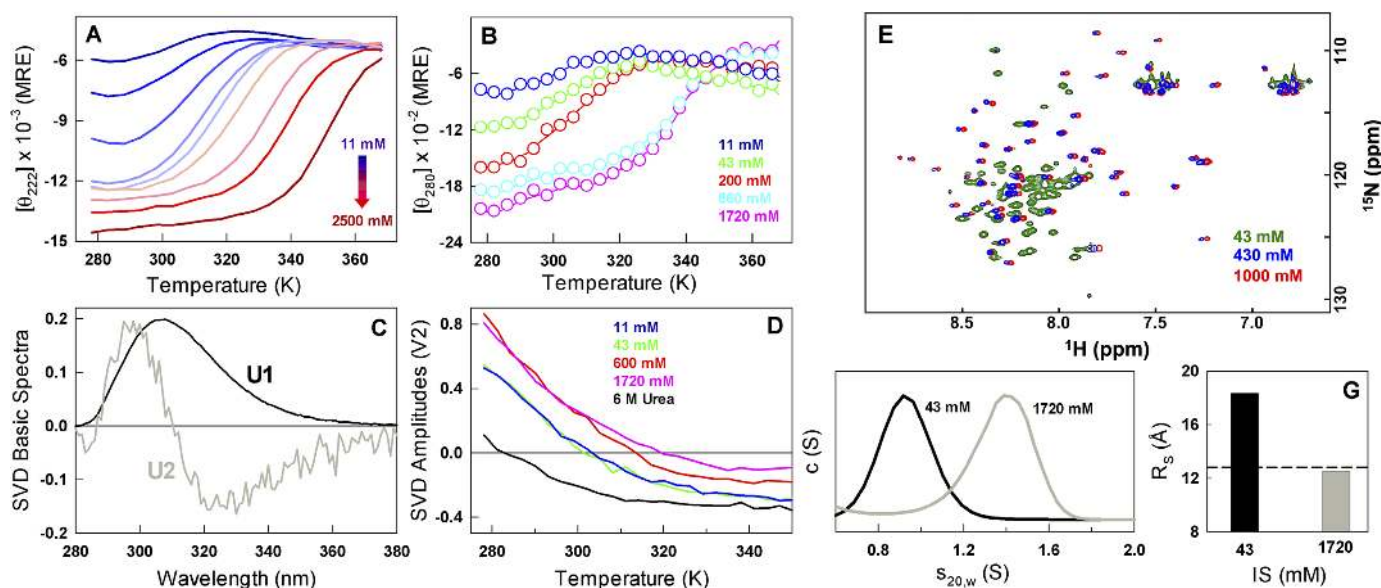 A
[θ222] x 10-3 (MRE)
-6
-9
-12
-15
11 mM
2500 mM
280 300 320 340 360
Temperature (K)
B
[θ280] x 10-2 (MRE)
-6
-12
-18
-24
11 mM
43 mM
200 mM
860 mM
1720 mM
280 300 320 340 360
Temperature (K)
E
110
120
130
15N (ppm)
43 mM
430 mM
1000 mM
8.5 8.0 7.5 7.0
1H (ppm)
C
SVD Basic Spectra
0.2
0.1
0.0
-0.1
-0.2
U1
U2
280 300 320 340 360 380
Wavelength (nm)
D
SVD Amplitudes (V2)
0.8
0.4
0.0
-0.4
11 mM
43 mM
600 mM
1720 mM
6 M Urea
280 300 320 340
Temperature (K)
c (S)
43 mM
1720 mM
0.8 1.2 1.6 2.0
s20,w (S)
G
RS (Å)
20
16
12
8
43 1720
IS (mM)